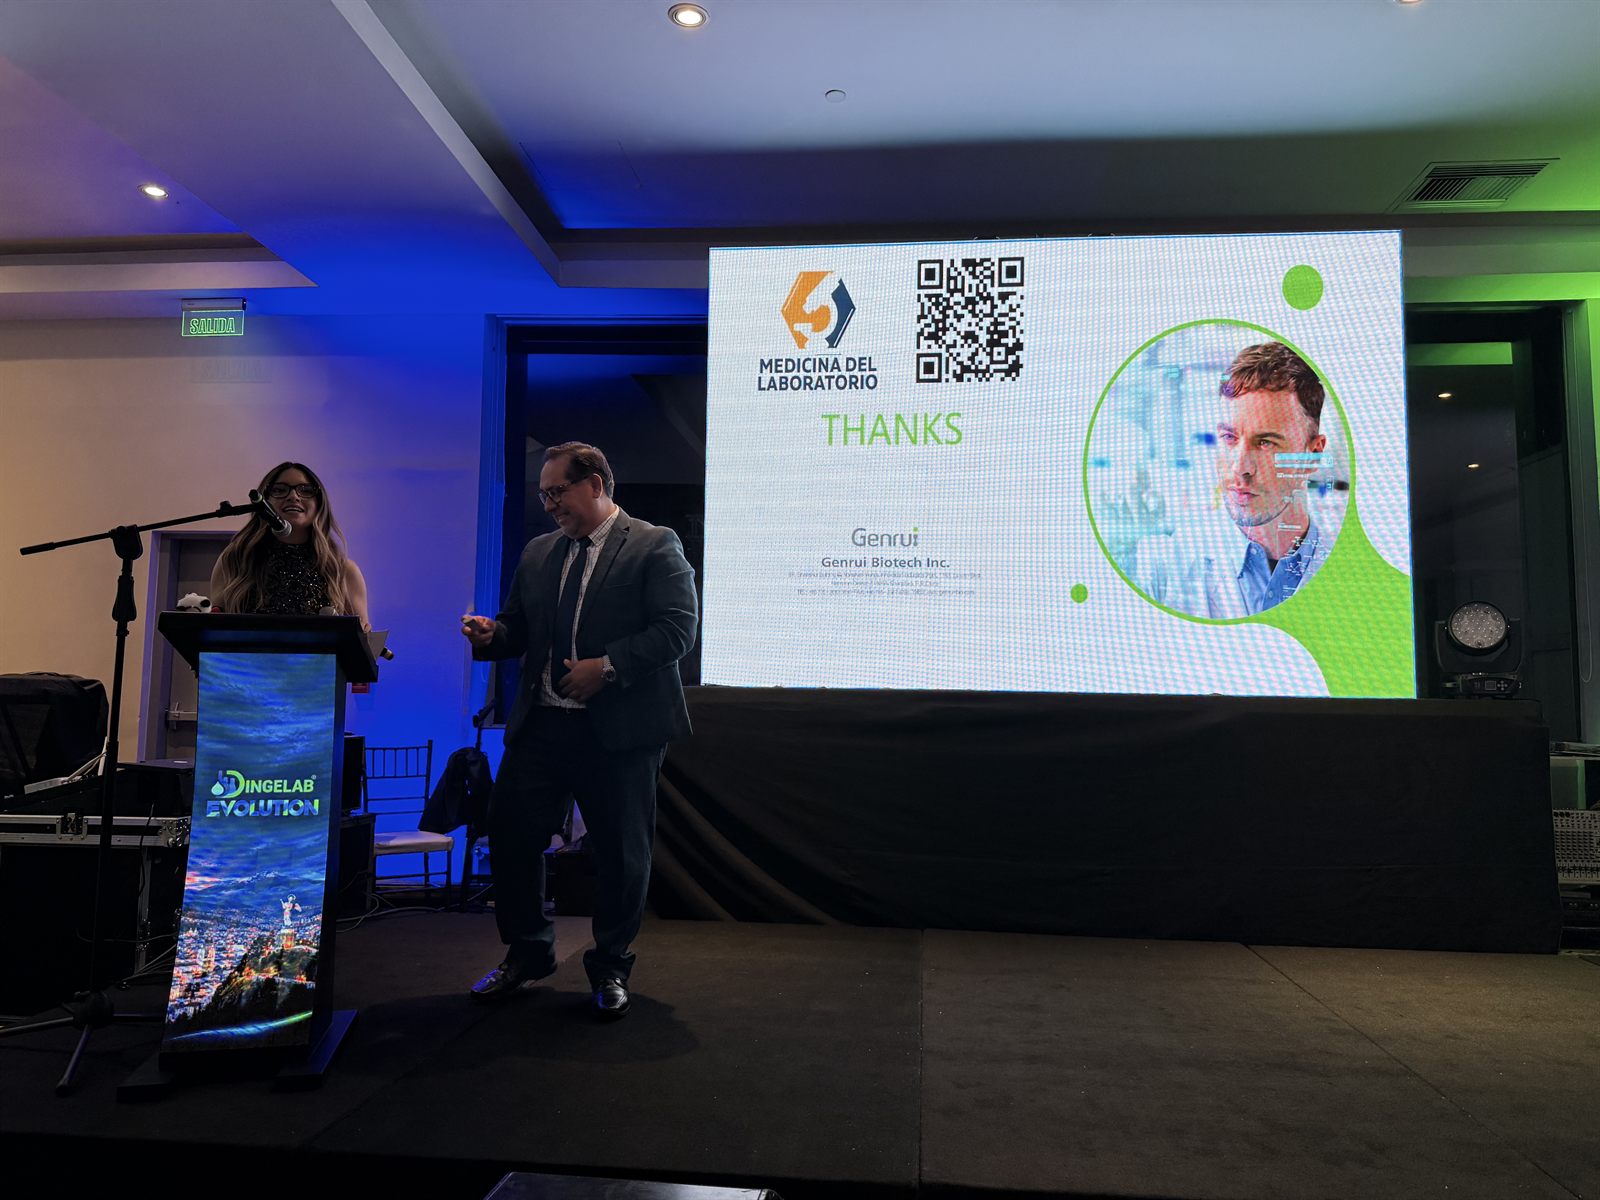 SALIDA
MEDICINA DEL
LABORATORIO
THANKS
Genrui
Genrui Biotech Inc.
DINGELAB®
EVOLUTION